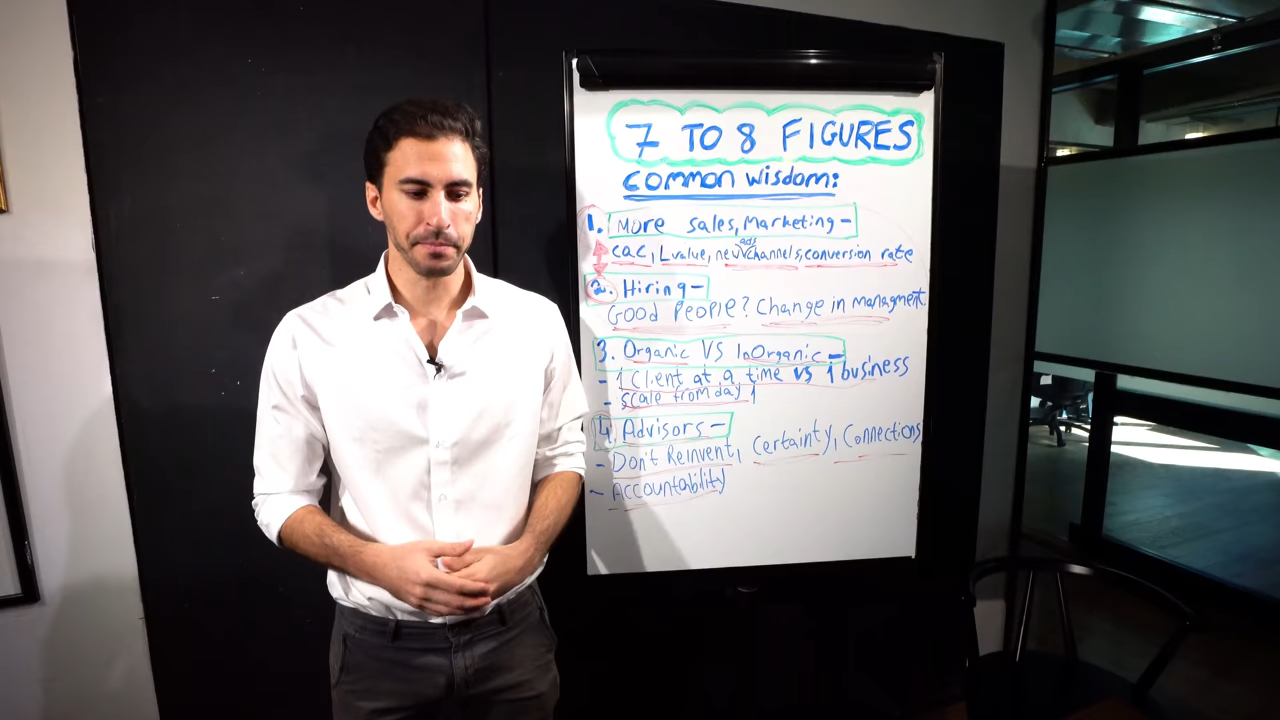 7 TO 8 FIGURES
COMMON WISDOM:
1. More sales, Marketing -
ads
CAC, Lvalue, new channels, conversion rate
2. Hiring -
Good People? Change in managment
3. Organic VS InOrganic -
- 1 Client at a time VS 1 business
- scale from day 1
4. Advisors -
- Don't Reinvent, Certainty, Connections
- Accountability